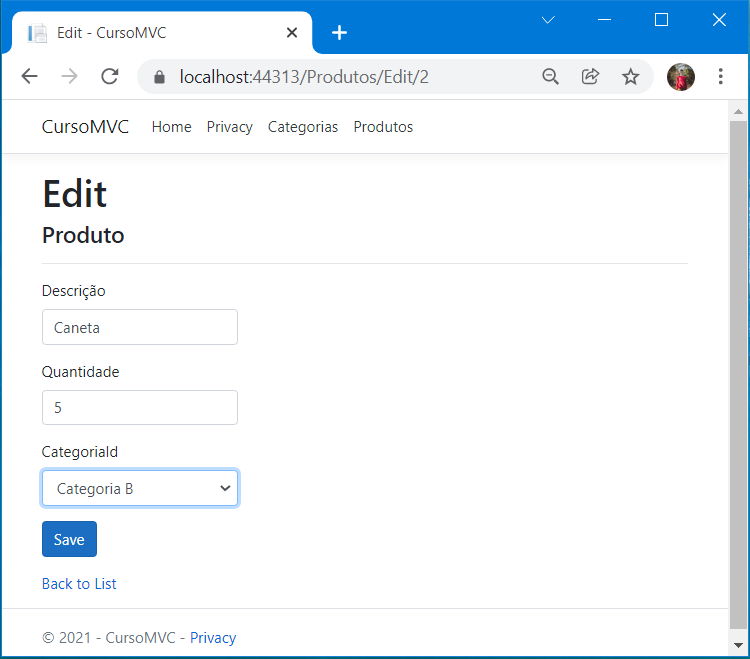 Edit - CursoMVC
localhost:44313/Produtos/Edit/2
CursoMVC Home Privacy Categorias Produtos
Edit
Produto
Descrição
Caneta
Quantidade
5
CategoriaId
Categoria B
Save
Back to List
© 2021 - CursoMVC - Privacy